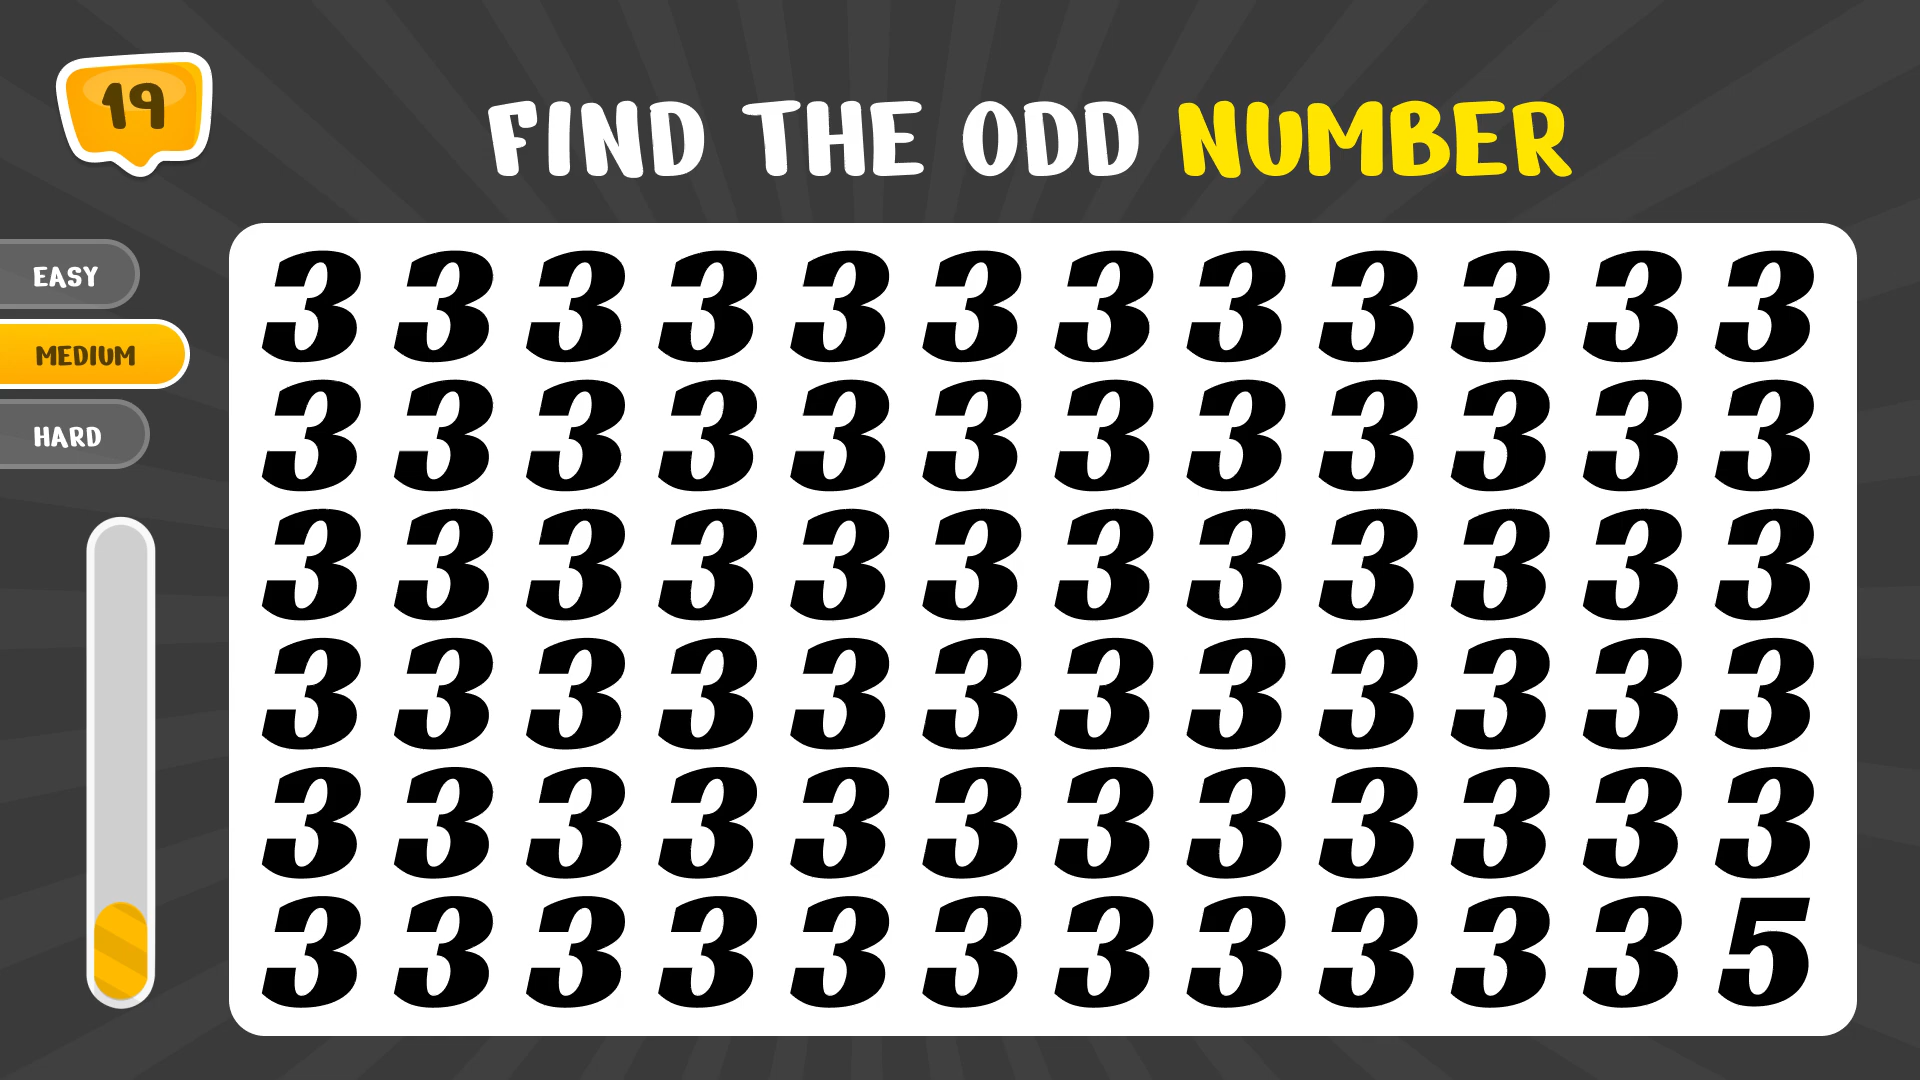 19
FIND THE ODD NUMBER
EASY
MEDIUM
HARD
3 3 3 3 3 3 3 3 3 3 3 3
3 3 3 3 3 3 3 3 3 3 3 3
3 3 3 3 3 3 3 3 3 3 3 3
3 3 3 3 3 3 3 3 3 3 3 3
3 3 3 3 3 3 3 3 3 3 3 3
3 3 3 3 3 3 3 3 3 3 3 5